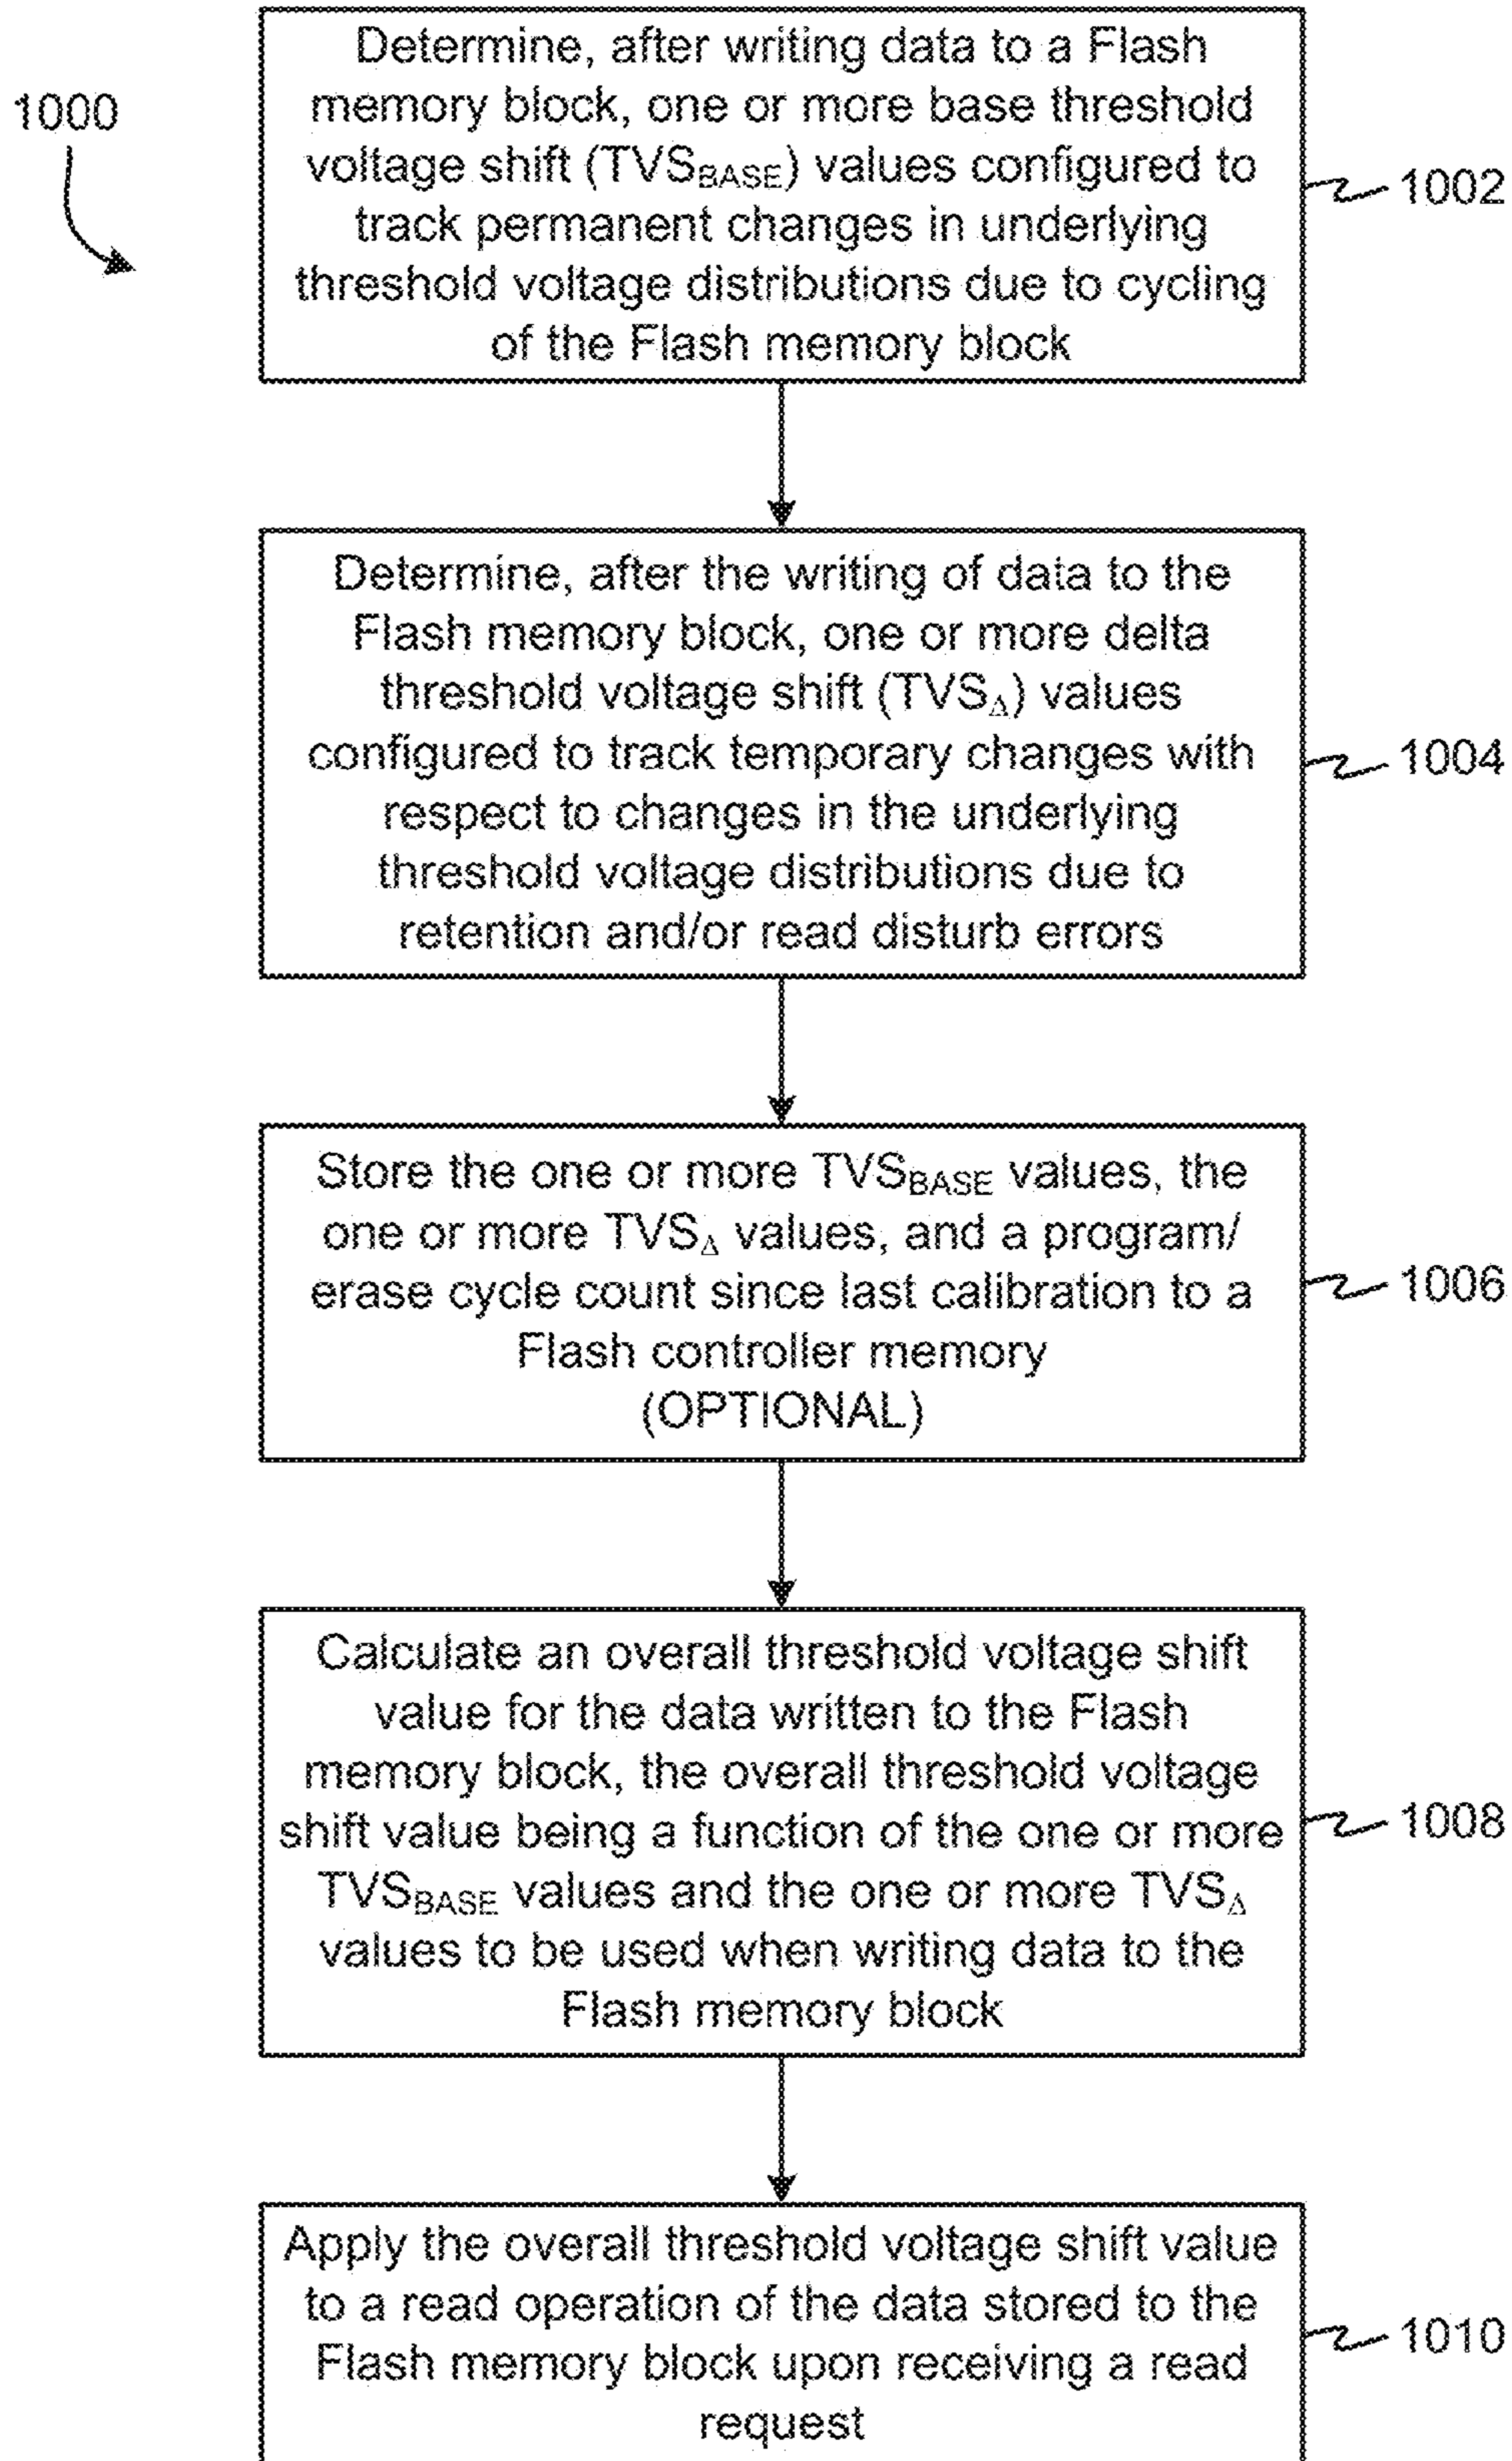 1000
Determine, after writing data to a Flash
memory block, one or more base threshold
voltage shift (TVSBASE) values configured to
track permanent changes in underlying
threshold voltage distributions due to cycling
of the Flash memory block
1002
Determine, after the writing of data to the
Flash memory block, one or more delta
threshold voltage shift (TVSΔ) values
configured to track temporary changes with
respect to changes in the underlying
threshold voltage distributions due to
retention and/or read disturb errors
1004
Store the one or more TVSBASE values, the
one or more TVSΔ values, and a program/
erase cycle count since last calibration to a
Flash controller memory
(OPTIONAL)
1006
Calculate an overall threshold voltage shift
value for the data written to the Flash
memory block, the overall threshold voltage
shift value being a function of the one or more
TVSBASE values and the one or more TVSΔ
values to be used when writing data to the
Flash memory block
1008
Apply the overall threshold voltage shift value
to a read operation of the data stored to the
Flash memory block upon receiving a read
request
1010